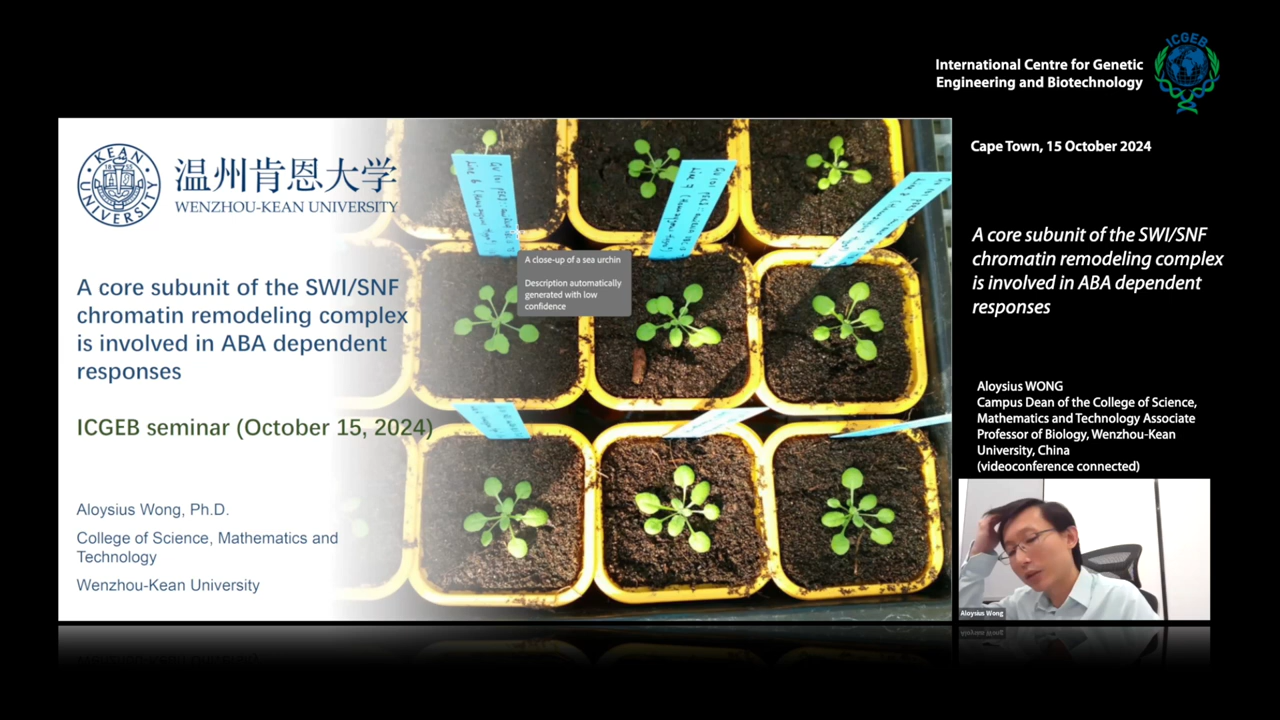 International Centre for Genetic
Engineering and Biotechnology
ICGEB
Cape Town, 15 October 2024
KEAN
UNIVERSITY
温州肯恩大学
WENZHOU-KEAN UNIVERSITY
A core subunit of the SWI/SNF
chromatin remodeling complex
is involved in ABA dependent
responses
ICGEB seminar (October 15, 2024)
Aloysius Wong, Ph.D.
College of Science, Mathematics and
Technology
Wenzhou-Kean University
A close-up of a sea urchin
Description automatically
generated with low
confidence
A core subunit of the SWI/SNF
chromatin remodeling complex
is involved in ABA dependent
responses
Aloysius WONG
Campus Dean of the College of Science,
Mathematics and Technology Associate
Professor of Biology, Wenzhou-Kean
University, China
(videoconference connected)
Aloysius Wong